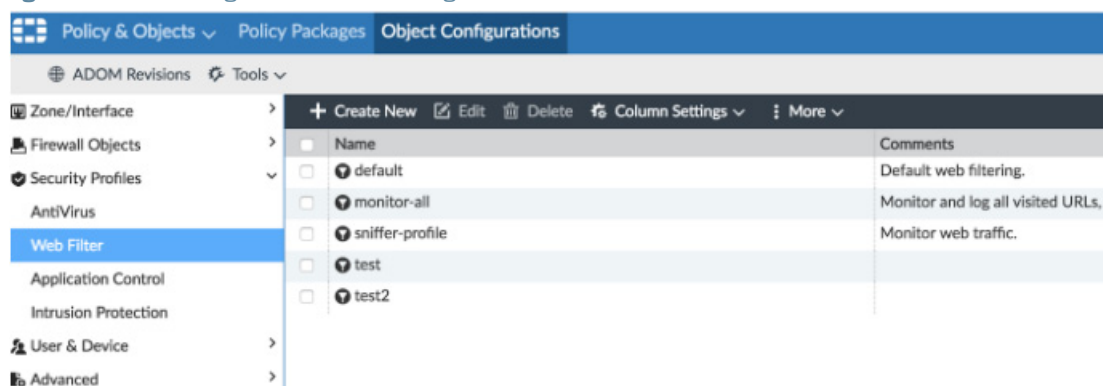 Policy & Objects Policy Packages Object Configurations
ADOM Revisions Tools
Zone/Interface
Firewall Objects
Security Profiles
AntiVirus
Web Filter
Application Control
Intrusion Protection
User & Device
Advanced
+ Create New Edit Delete Column Settings More
Name Comments
default Default web filtering.
monitor-all Monitor and log all visited URLs,
sniffer-profile Monitor web traffic.
test
test2